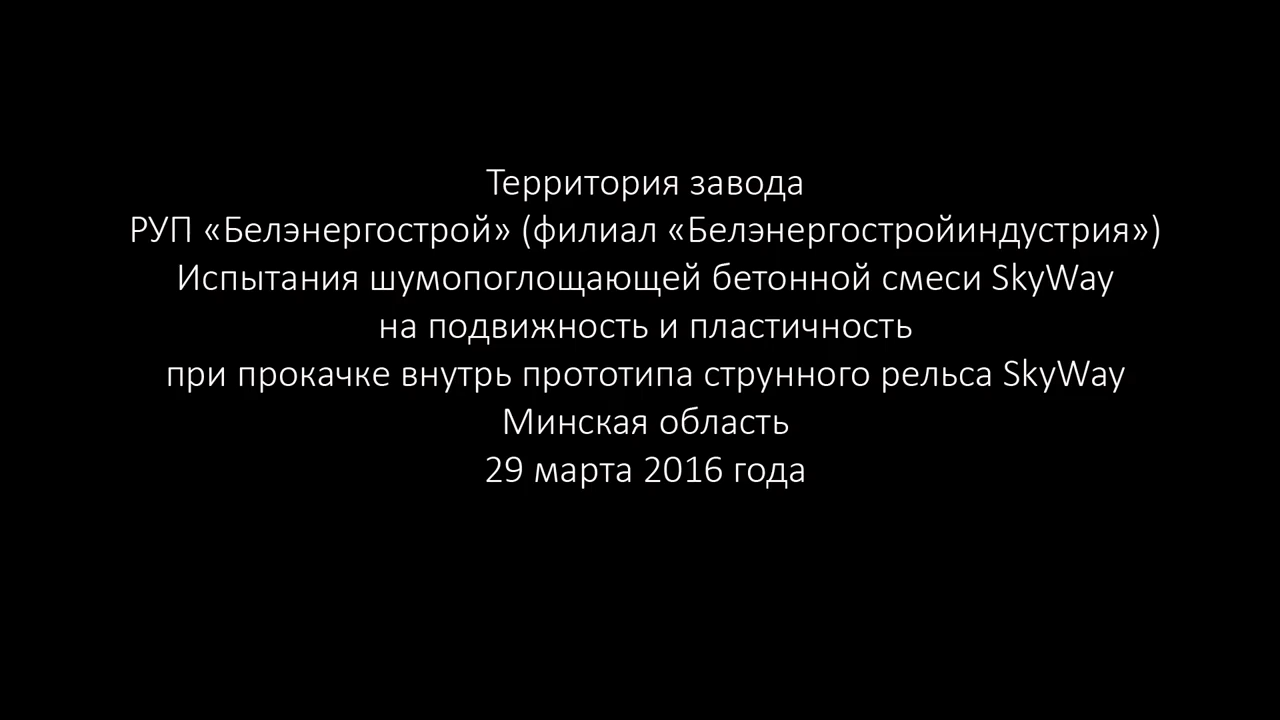 Территория завода
РУП «Белэнергострой» (филиал «Белэнергостройиндустрия»)
Испытания шумопоглощающей бетонной смеси SkyWay
на подвижность и пластичность
при прокачке внутрь прототипа струнного рельса SkyWay
Минская область
29 марта 2016 года